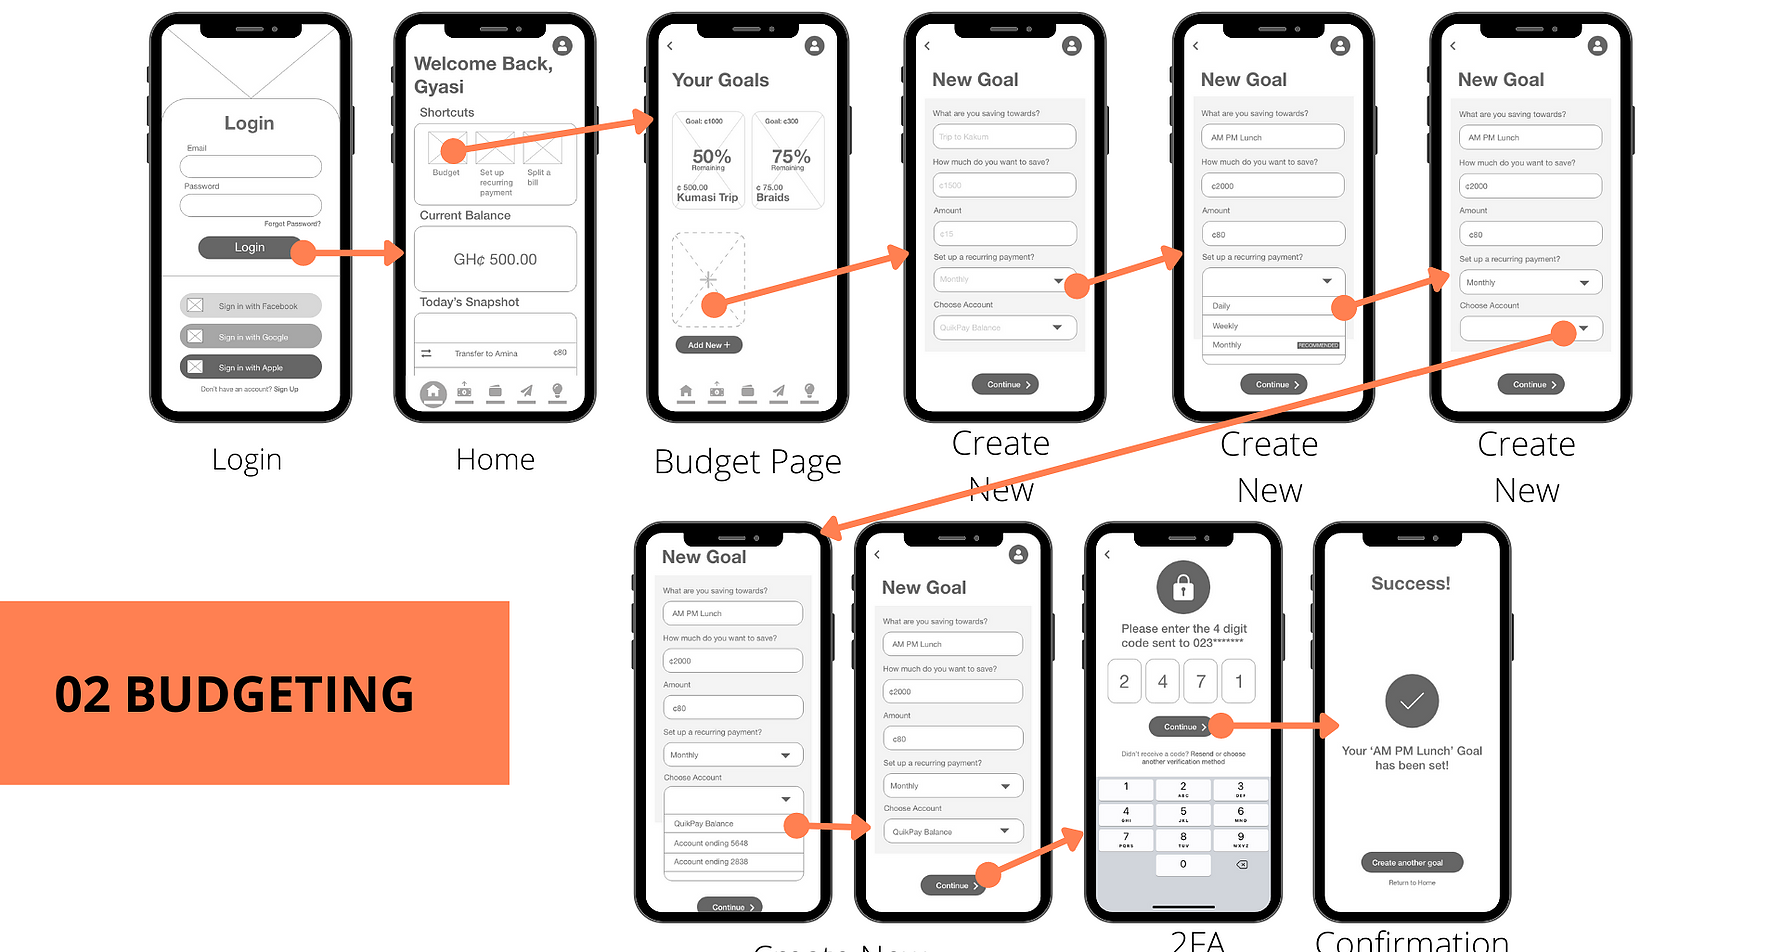 Login
Email
Password
Forgot Password?
Login
Sign in with Facebook
Sign in with Google
Sign in with Apple
Don't have an account? Sign Up
Login
Welcome Back,
Gyasi
Shortcuts
Budget
Set up
recurring
payment
Split a
bill
Current Balance
GH¢ 500.00
Today's Snapshot
Transfer to Amina
¢80
Home
Your Goals
Goal: ¢1000
50%
Remaining
¢ 500.00
Kumasi Trip
Goal: ¢300
75%
Remaining
¢ 75.00
Braids
Add New +
Budget Page
New Goal
What are you saving towards?
Trip to Kakum
How much do you want to save?
¢1500
Amount
¢15
Set up a recurring payment?
Monthly
Choose Account
QuikPay Balance
Continue
Create
New
New Goal
What are you saving towards?
AM PM Lunch
How much do you want to save?
¢2000
Amount
¢80
Set up a recurring payment?
Daily
Weekly
Monthly
RECOMMENDED
Continue
Create
New
New Goal
What are you saving towards?
AM PM Lunch
How much do you want to save?
¢2000
Amount
¢80
Set up a recurring payment?
Monthly
Choose Account
Continue
Create
New
02 BUDGETING
New Goal
What are you saving towards?
AM PM Lunch
How much do you want to save?
¢2000
Amount
¢80
Set up a recurring payment?
Monthly
Choose Account
QuikPay Balance
Account ending 5648
Account ending 2838
Continue
New Goal
What are you saving towards?
AM PM Lunch
How much do you want to save?
¢2000
Amount
¢80
Set up a recurring payment?
Monthly
Choose Account
QuikPay Balance
Continue
Create New
Please enter the 4 digit
code sent to 023*******
2 4 7 1
Continue
Didn't receive a code? Resend or choose
another verification method
1 2 3
ABC DEF
4 5 6
GHI JKL MNO
7 8 9
PQRS TUV WXYZ
0
2FA
Success!
Your 'AM PM Lunch' Goal
has been set!
Create another goal
Return to Home
Confirmation